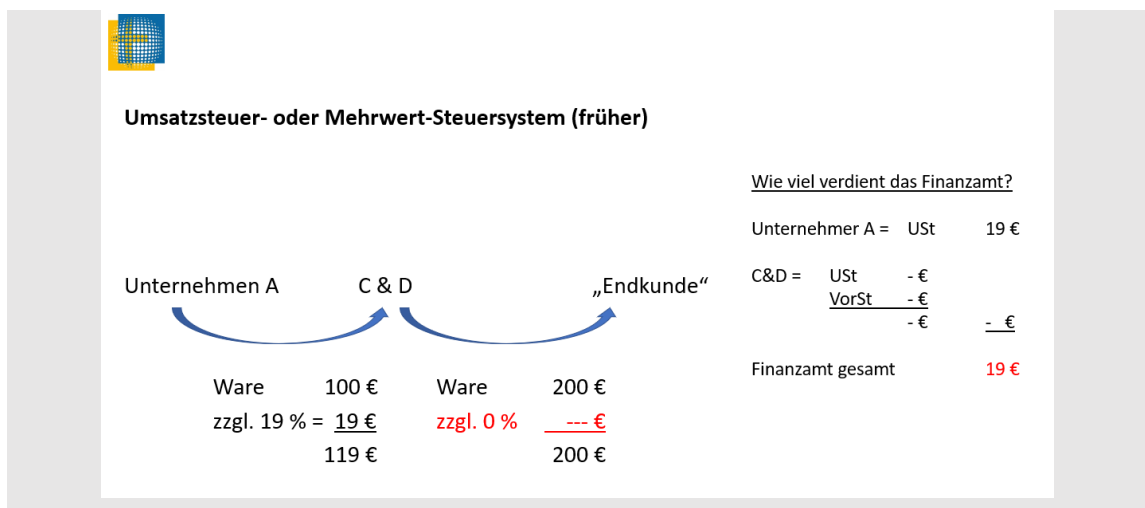 Umsatzsteuer- oder Mehrwert-Steuersystem (früher)
Wie viel verdient das Finanzamt?
Unternehmer A = USt 19 €
C&D = USt - €
VorSt - €
- € - €
Finanzamt gesamt 19 €
Unternehmen A C & D „Endkunde“
Ware 100 € Ware 200 €
zzgl. 19 % = 19 € zzgl. 0 % --- €
119 € 200 €